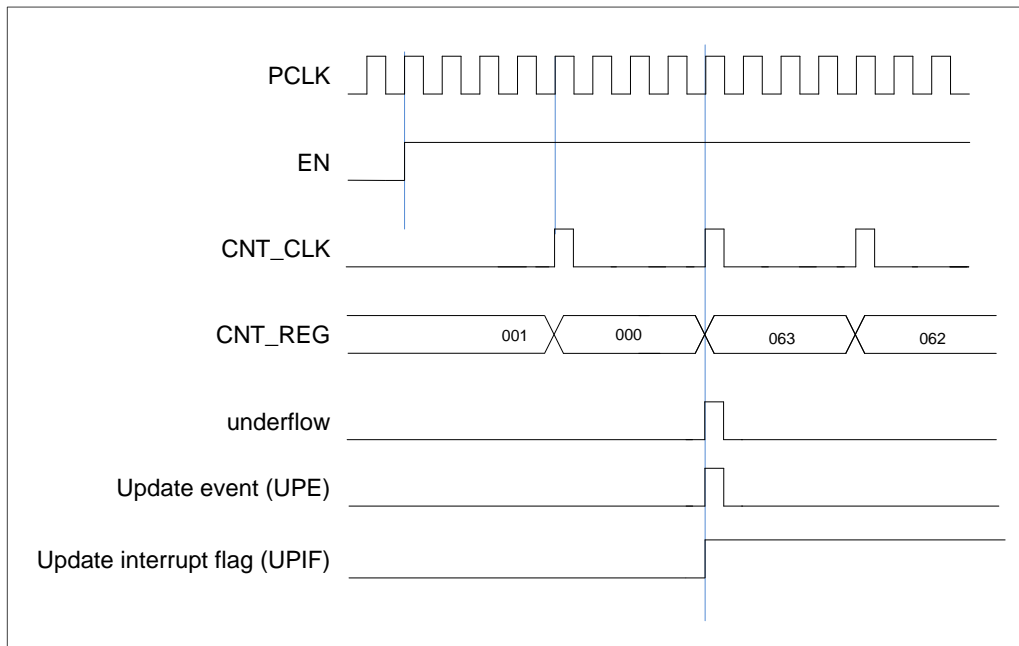 PCLK
EN
CNT_CLK
CNT_REG 001 000 063 062
underflow
Update event (UPE)
Update interrupt flag (UPIF)